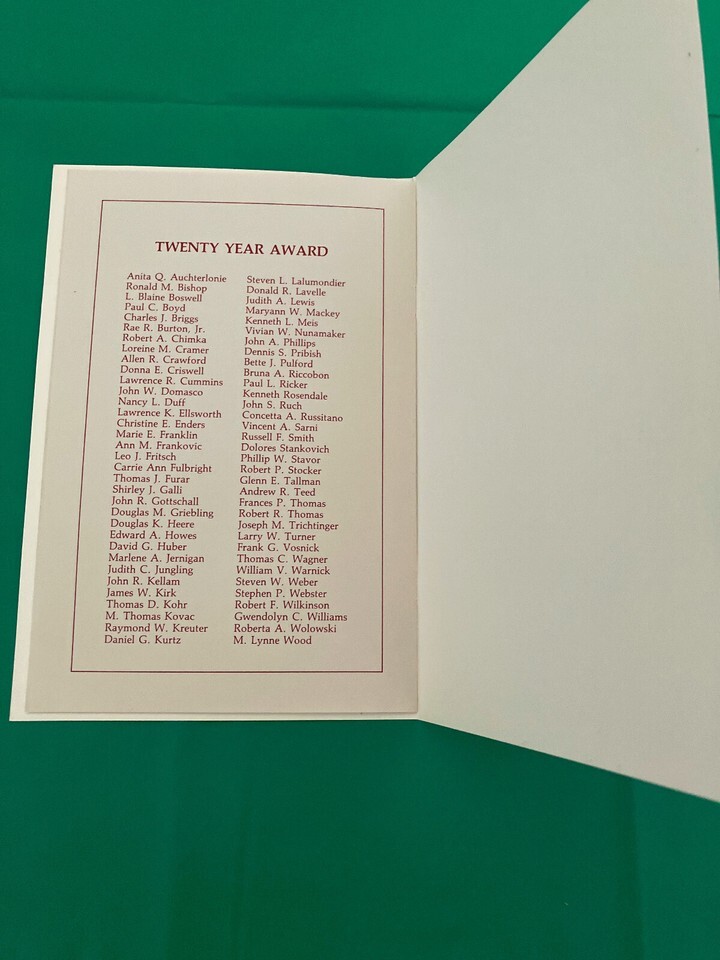 TWENTY YEAR AWARD
Anita Q. Auchterlonie
Ronald M. Bishop
L. Blaine Boswell
Paul C. Boyd
Charles J. Briggs
Rae R. Burton, Jr.
Robert A. Chimka
Loreine M. Cramer
Allen R. Crawford
Donna E. Criswell
Lawrence R. Cummins
John W. Domasco
Nancy L. Duff
Lawrence K. Ellsworth
Christine E. Enders
Marie E. Franklin
Ann M. Frankovic
Leo J. Fritsch
Carrie Ann Fulbright
Thomas J. Furar
Shirley J. Galli
John R. Gottschall
Douglas M. Griebling
Douglas K. Heere
Edward A. Howes
David G. Huber
Marlene A. Jernigan
Judith C. Jungling
John R. Kellam
James W. Kirk
Thomas D. Kohr
M. Thomas Kovac
Raymond W. Kreuter
Daniel G. Kurtz
Steven L. Lalumondier
Donald R. Lavelle
Judith A. Lewis
Maryann W. Mackey
Kenneth L. Meis
Vivian W. Nunamaker
John A. Phillips
Dennis S. Pribish
Bette J. Pulford
Bruna A. Riccobon
Paul L. Ricker
Kenneth Rosendale
John S. Ruch
Concetta A. Russitano
Vincent A. Sarni
Russell F. Smith
Dolores Stankovich
Phillip W. Stavor
Robert P. Stocker
Glenn E. Tallman
Andrew R. Teed
Frances P. Thomas
Robert R. Thomas
Joseph M. Trichtinger
Larry W. Turner
Frank G. Vosnick
Thomas C. Wagner
William V. Warnick
Steven W. Weber
Stephen P. Webster
Robert F. Wilkinson
Gwendolyn C. Williams
Roberta A. Wolowski
M. Lynne Wood